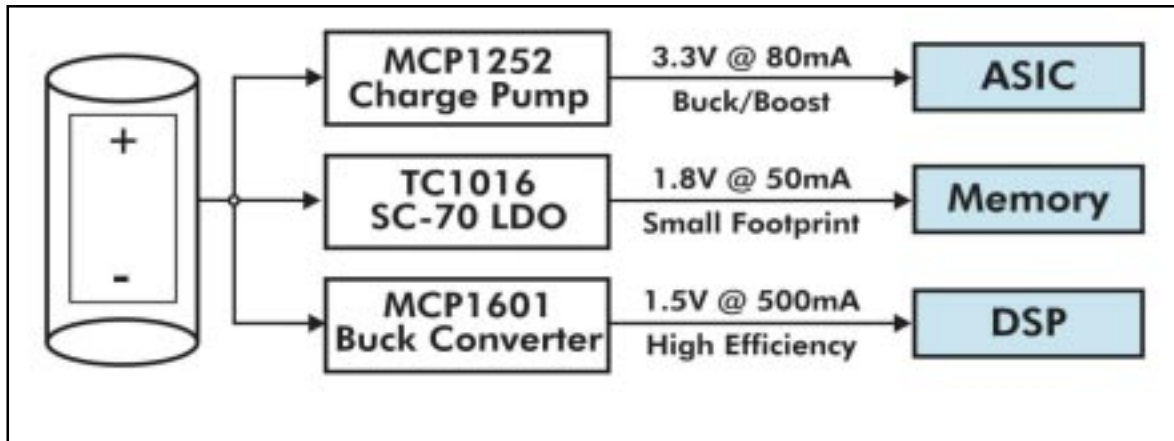 +
-
MCP1252
Charge Pump
3.3V @ 80mA
Buck/Boost
ASIC
TC1016
SC-70 LDO
1.8V @ 50mA
Small Footprint
Memory
MCP1601
Buck Converter
1.5V @ 500mA
High Efficiency
DSP